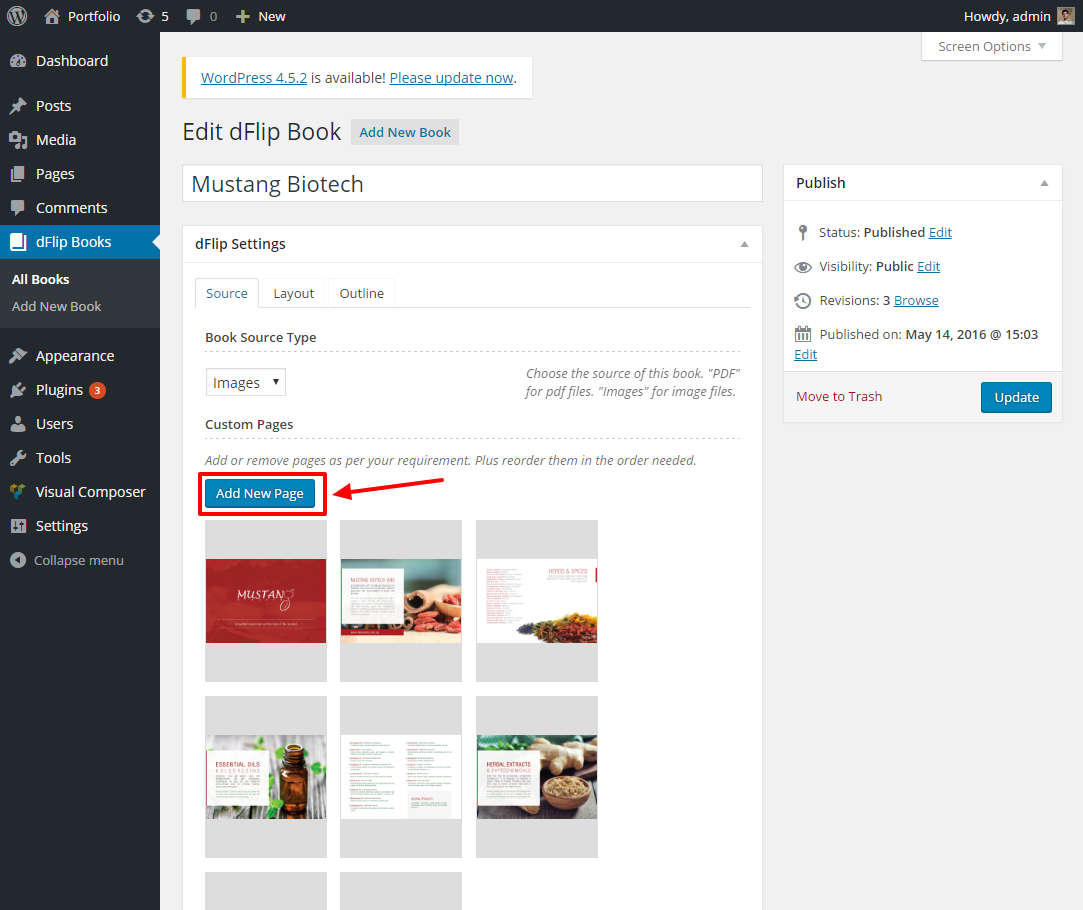 Portfolio 5 0 New Howdy, admin
Screen Options
Dashboard
Posts
Media
Pages
Comments
dFlip Books
All Books
Add New Book
Appearance
Plugins 3
Users
Tools
Visual Composer
Settings
Collapse menu
WordPress 4.5.2 is available! Please update now.
Edit dFlip Book Add New Book
Mustang Biotech
dFlip Settings
Source Layout Outline
Book Source Type
Images
Choose the source of this book. "PDF"
for pdf files. "Images" for image files.
Custom Pages
Add or remove pages as per your requirement. Plus reorder them in the order needed.
Add New Page
MUSTANG
MUSTANG BIOTECH AIMS
HERBS & SPICES
ESSENTIAL OILS
& OLEORESINS
HERBAL EXTRACTS
& PHYTOCHEMICALS
Publish
Status: Published Edit
Visibility: Public Edit
Revisions: 3 Browse
Published on: May 14, 2016 @ 15:03
Edit
Move to Trash Update